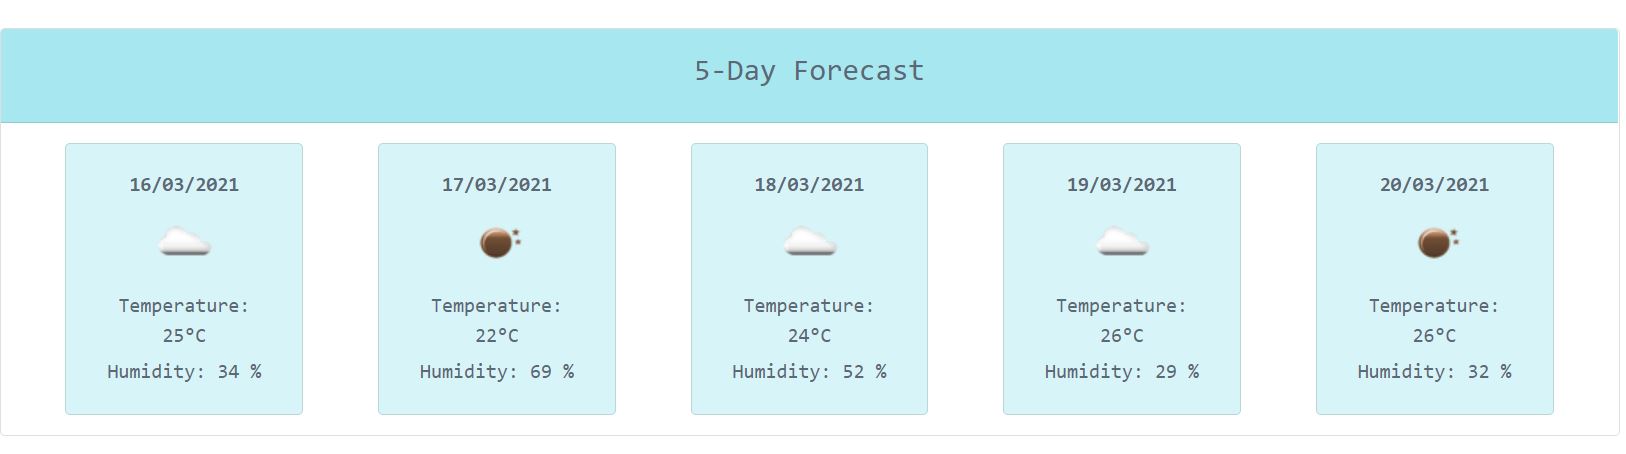 5-Day Forecast
16/03/2021
Temperature:
25°C
Humidity: 34 %
17/03/2021
Temperature:
22°C
Humidity: 69 %
18/03/2021
Temperature:
24°C
Humidity: 52 %
19/03/2021
Temperature:
26°C
Humidity: 29 %
20/03/2021
Temperature:
26°C
Humidity: 32 %